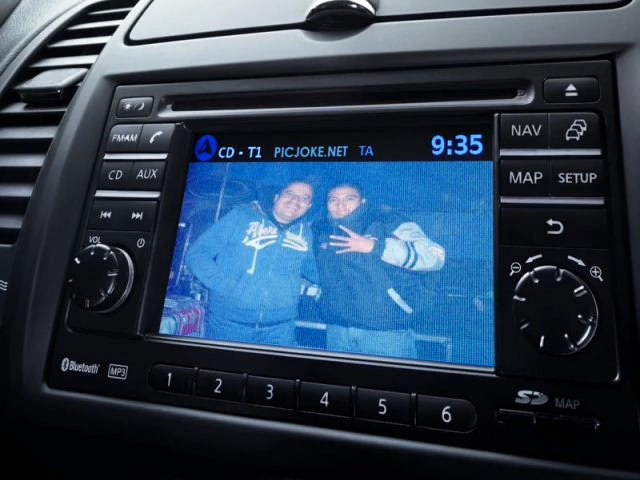 CD - T1 PICJOKE.NET TA 9:35
FM·AM
CD AUX
VOL
NAV
MAP SETUP
Bluetooth MP3
1 2 3 4 5 6
SD MAP